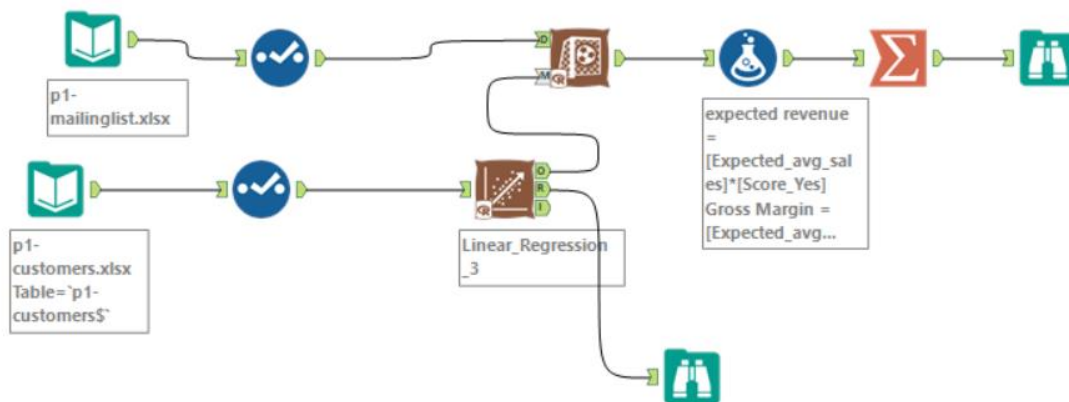 p1-
mailinglist.xlsx
D
M
R
expected revenue
=
[Expected_avg_sal
es]*[Score_Yes]
Gross Margin =
[Expected_avg...
Σ
p1-
customers.xlsx
Table=`p1-
customers$`
R
O
R
I
Linear_Regression
_3